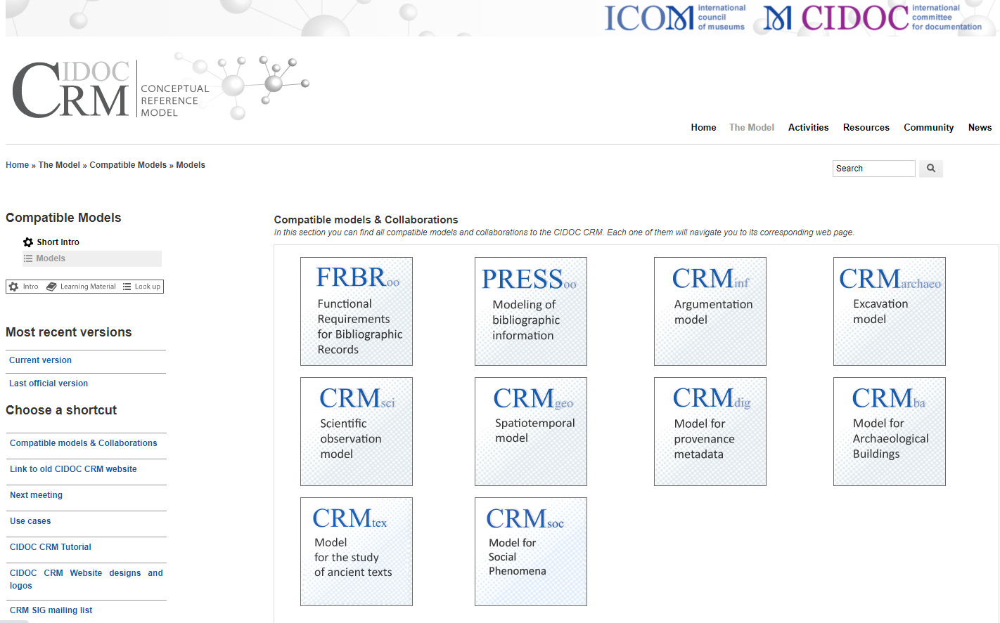 ICOM international
council
of museums
CIDOC international
committee
for documentation
CIDOC
CRM
CONCEPTUAL
REFERENCE
MODEL
Home The Model Activities Resources Community News
Home » The Model » Compatible Models » Models
Search
Compatible Models
Short Intro
Models
Intro Learning Material Look up
Most recent versions
Current version
Last official version
Choose a shortcut
Compatible models & Collaborations
Link to old CIDOC CRM website
Next meeting
Use cases
CIDOC CRM Tutorial
CIDOC CRM Website designs and
logos
CRM SIG mailing list
Compatible models & Collaborations
In this section you can find all compatible models and collaborations to the CIDOC CRM. Each one of them will navigate you to its corresponding web page.
FRBRoo
Functional
Requirements
for Bibliographic
Records
PRESSoo
Modeling of
bibliographic
information
CRMinf
Argumentation
model
CRMarchaeo
Excavation
model
CRMsci
Scientific
observation
model
CRMgeo
Spatiotemporal
model
CRMdig
Model for
provenance
metadata
CRMba
Model for
Archaeological
Buildings
CRMtex
Model
for the study
of ancient texts
CRMsoc
Model for
Social
Phenomena